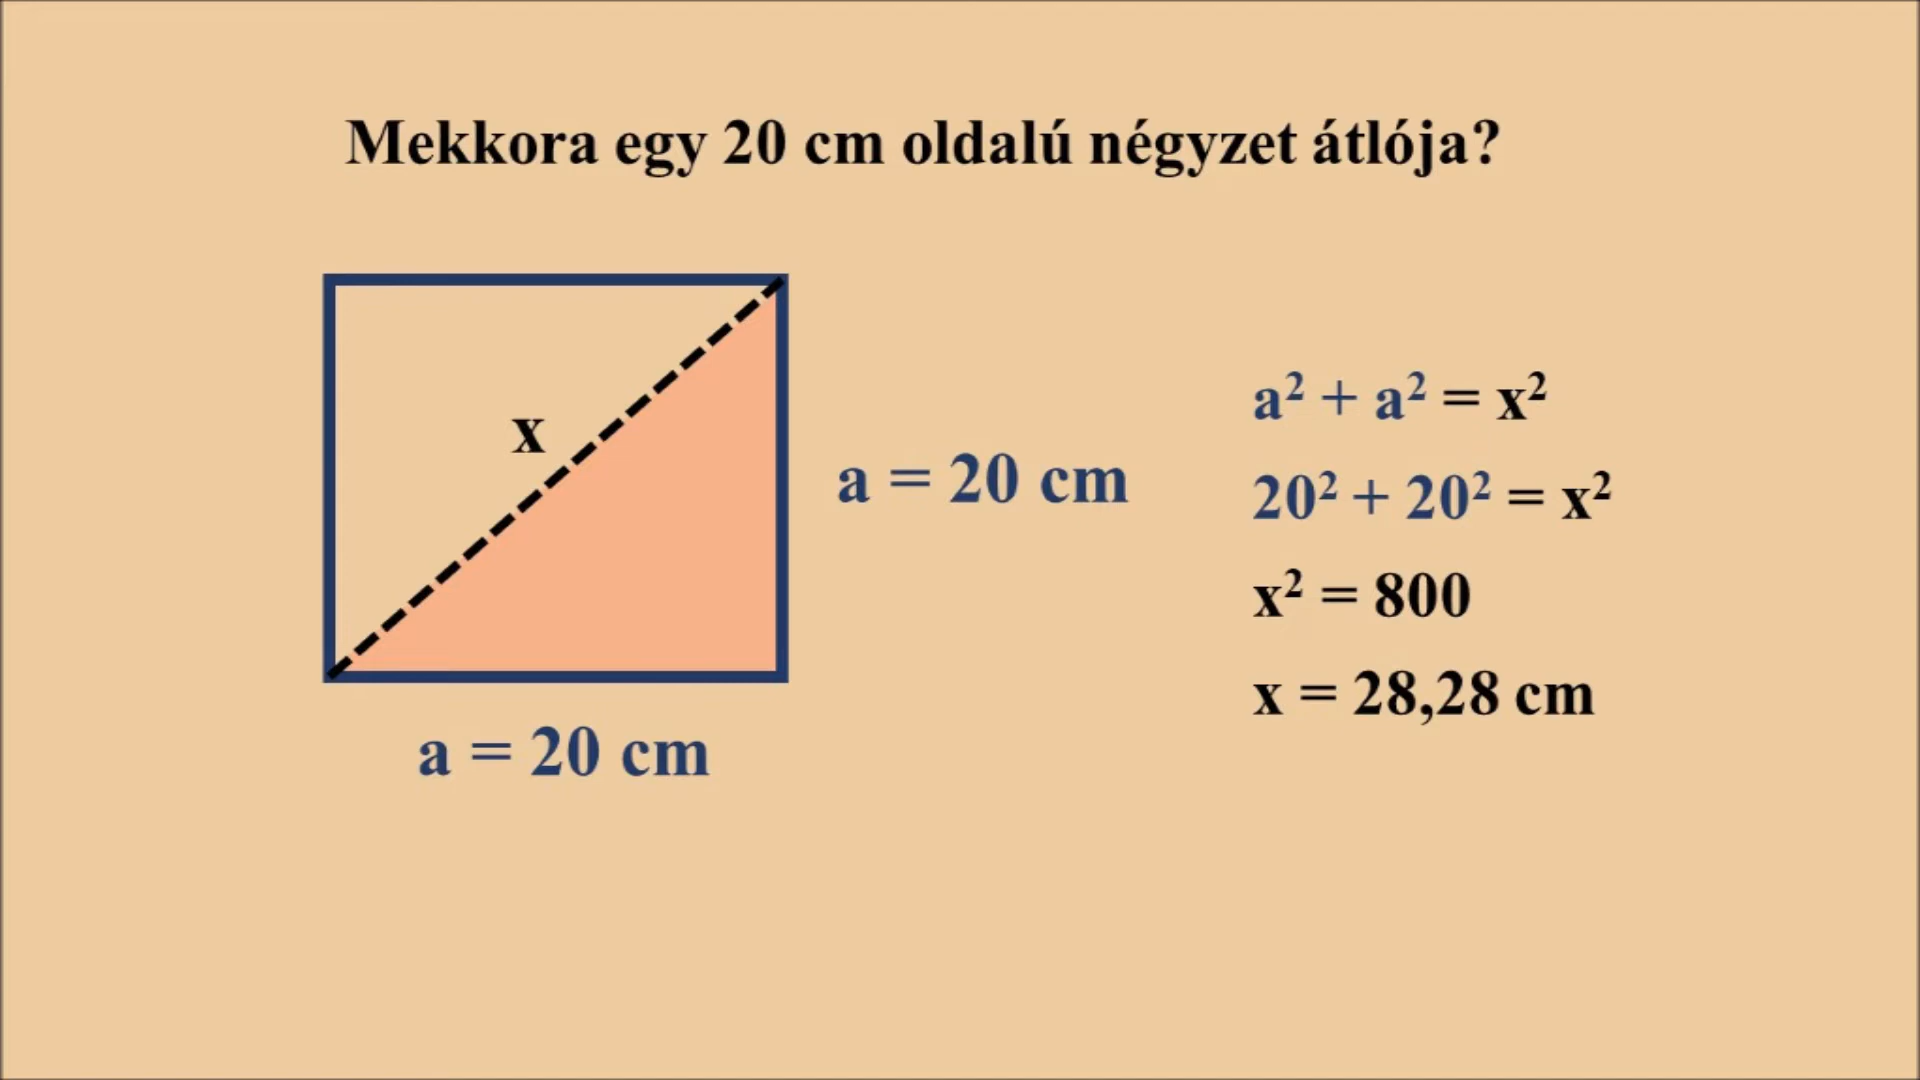 Mekkora egy 20 cm oldalú négyzet átlója?
x
a = 20 cm
a = 20 cm
a² + a² = x²
20² + 20² = x²
x² = 800
x = 28,28 cm